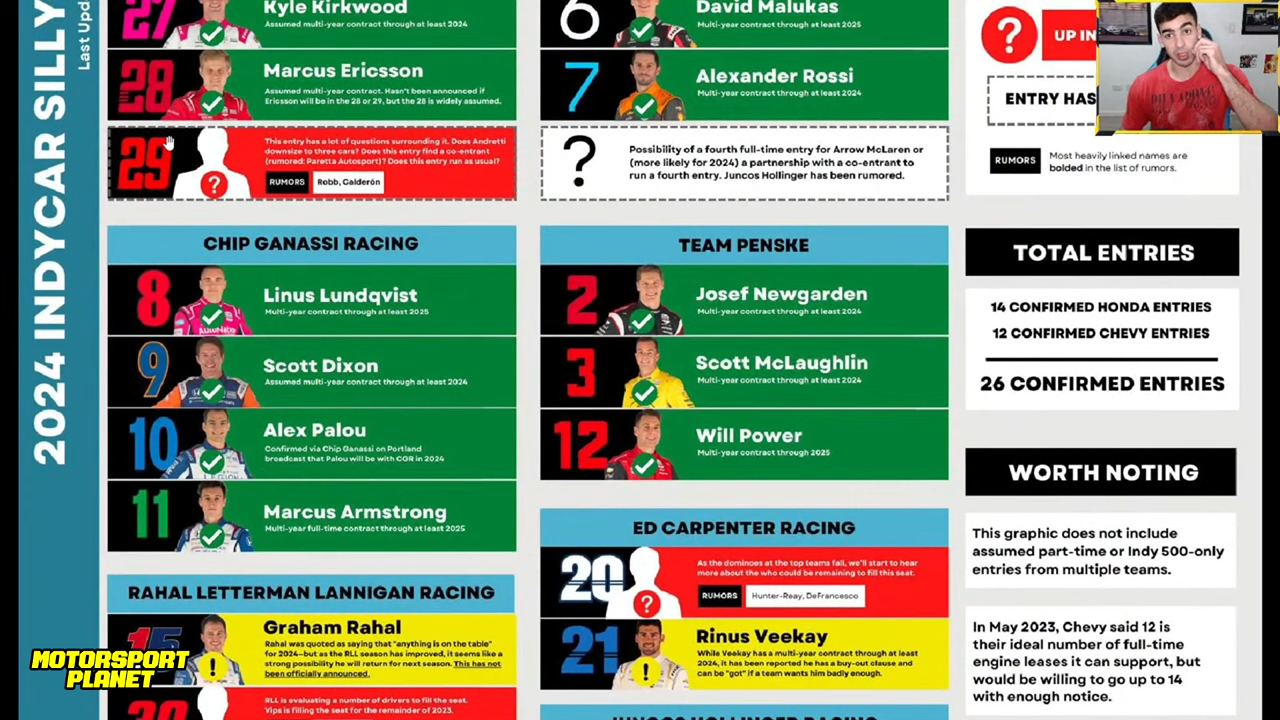 2024 INDYCAR SILLY
Last Upd
27
Kyle Kirkwood
Assumed multi-year contract through at least 2024
28
Marcus Ericsson
Assumed multi-year contract. Hasn't been announced if
Ericsson will be in the 28 or 29, but the 28 is widely assumed.
29
This entry has a lot of questions surrounding it. Does Andretti
downsize to three cars? Does this entry find a co-entrant
(rumored: Paretta Autosport)? Does this entry run as usual?
?
RUMORS
Robb, Calderón
CHIP GANASSI RACING
8
Linus Lundqvist
Multi-year contract through at least 2025
9
Scott Dixon
Assumed multi-year contract through at least 2024
10
Alex Palou
Confirmed via Chip Ganassi on Portland
broadcast that Palou will be with CGR in 2024
11
Marcus Armstrong
Multi-year full-time contract through at least 2025
RAHAL LETTERMAN LANNIGAN RACING
15
Graham Rahal
Rahal was quoted as saying that "anything is on the table"
for 2024—but as the RLL season has improved, it seems like a
strong possibility he will return for next season. This has not
been officially announced.
!
30
RLL is evaluating a number of drivers to fill the seat.
Vips is filling the seat for the remainder of 2023.
6
David Malukas
Multi-year contract through at least 2025
7
Alexander Rossi
Multi-year contract through at least 2024
?
Possibility of a fourth full-time entry for Arrow McLaren or
(more likely for 2024) a partnership with a co-entrant to
run a fourth entry. Juncos Hollinger has been rumored.
TEAM PENSKE
2
Josef Newgarden
Multi-year contract through at least 2024
3
Scott McLaughlin
Multi-year contract through at least 2024
12
Will Power
Multi-year contract through 2025
ED CARPENTER RACING
20
As the dominoes at the top teams fall, we'll start to hear
more about the who could be remaining to fill this seat.
?
RUMORS
Hunter-Reay, DeFrancesco
21
Rinus Veekay
While Veekay has a multi-year contract through at least
2024, it has been reported he has a buy-out clause and
can be "got" if a team wants him badly enough.
!
JUNCOS HOLLINGER RACING
?
UP IN
ENTRY HAS
RUMORS
Most heavily linked names are
bolded in the list of rumors.
TOTAL ENTRIES
14 CONFIRMED HONDA ENTRIES
12 CONFIRMED CHEVY ENTRIES
26 CONFIRMED ENTRIES
WORTH NOTING
This graphic does not include
assumed part-time or Indy 500-only
entries from multiple teams.
In May 2023, Chevy said 12 is
their ideal number of full-time
engine leases it can support, but
would be willing to go up to 14
with enough notice.
MOTORSPORT
PLANET